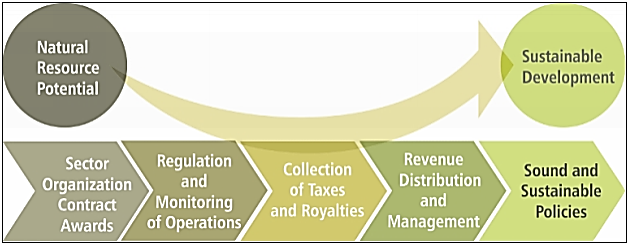 Natural
Resource
Potential
Sustainable
Development
Sector
Organization
Contract
Awards
Regulation
and
Monitoring
of Operations
Collection
of Taxes
and Royalties
Revenue
Distribution
and
Management
Sound and
Sustainable
Policies